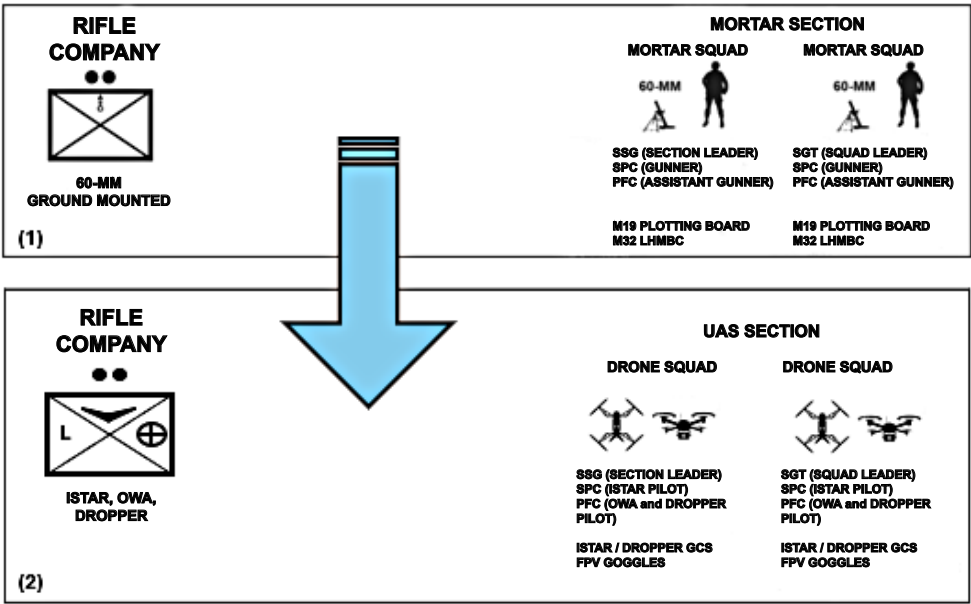 RIFLE
COMPANY
60-MM
GROUND MOUNTED
(1)
MORTAR SECTION
MORTAR SQUAD
60-MM
SSG (SECTION LEADER)
SPC (GUNNER)
PFC (ASSISTANT GUNNER)
M19 PLOTTING BOARD
M32 LHMBC
MORTAR SQUAD
60-MM
SGT (SQUAD LEADER)
SPC (GUNNER)
PFC (ASSISTANT GUNNER)
M19 PLOTTING BOARD
M32 LHMBC
RIFLE
COMPANY
L
ISTAR, OWA,
DROPPER
(2)
UAS SECTION
DRONE SQUAD
SSG (SECTION LEADER)
SPC (ISTAR PILOT)
PFC (OWA and DROPPER
PILOT)
ISTAR / DROPPER GCS
FPV GOGGLES
DRONE SQUAD
SGT (SQUAD LEADER)
SPC (ISTAR PILOT)
PFC (OWA and DROPPER
PILOT)
ISTAR / DROPPER GCS
FPV GOGGLES